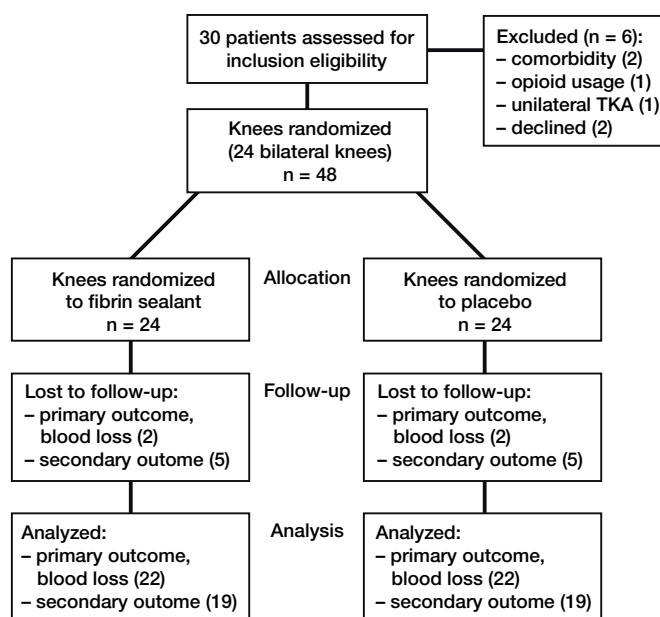 30 patients assessed for
inclusion eligibility
Excluded (n = 6):
– comorbidity (2)
– opioid usage (1)
– unilateral TKA (1)
– declined (2)
Knees randomized
(24 bilateral knees)
n = 48
Knees randomized
to fibrin sealant
n = 24
Allocation
Knees randomized
to placebo
n = 24
Lost to follow-up:
– primary outcome,
blood loss (2)
– secondary outcome (5)
Follow-up
Lost to follow-up:
– primary outcome,
blood loss (2)
– secondary outcome (5)
Analyzed:
– primary outcome,
blood loss (22)
– secondary outcome (19)
Analysis
Analyzed:
– primary outcome,
blood loss (22)
– secondary outcome (19)